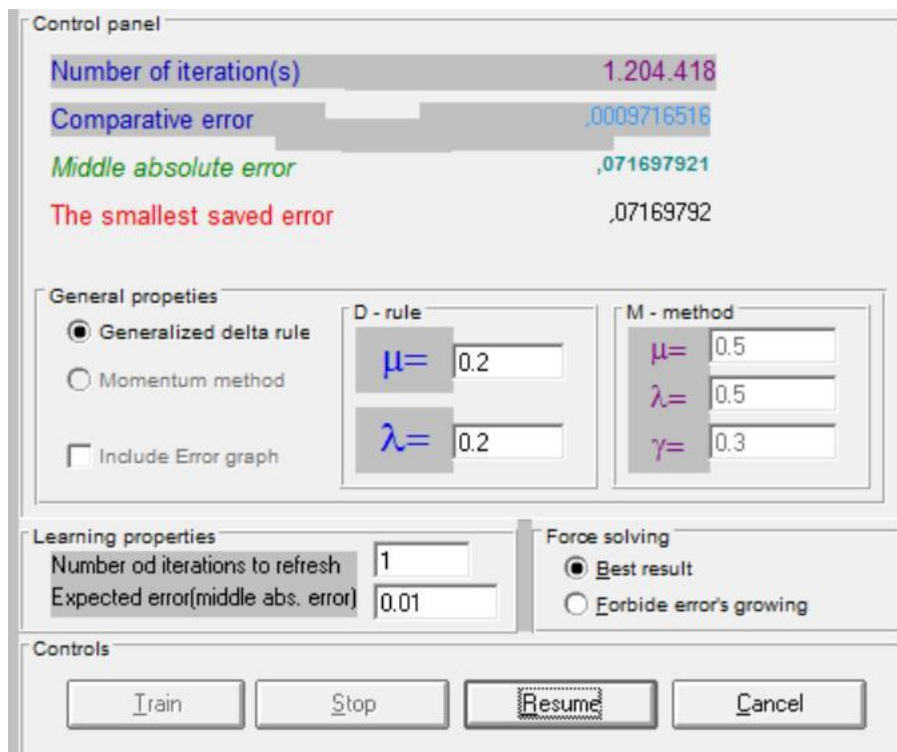 Control panel
Number of iteration(s) 1.204.418
Comparative error ,0009716516
Middle absolute error ,071697921
The smallest saved error ,07169792
General propeties
Generalized delta rule
Momentum method
Include Error graph
D - rule
μ= 0.2
λ= 0.2
M - method
μ= 0.5
λ= 0.5
γ= 0.3
Learning properties
Number od iterations to refresh 1
Expected error(middle abs. error) 0.01
Force solving
Best result
Forbide error's growing
Controls
Train Stop Resume Cancel